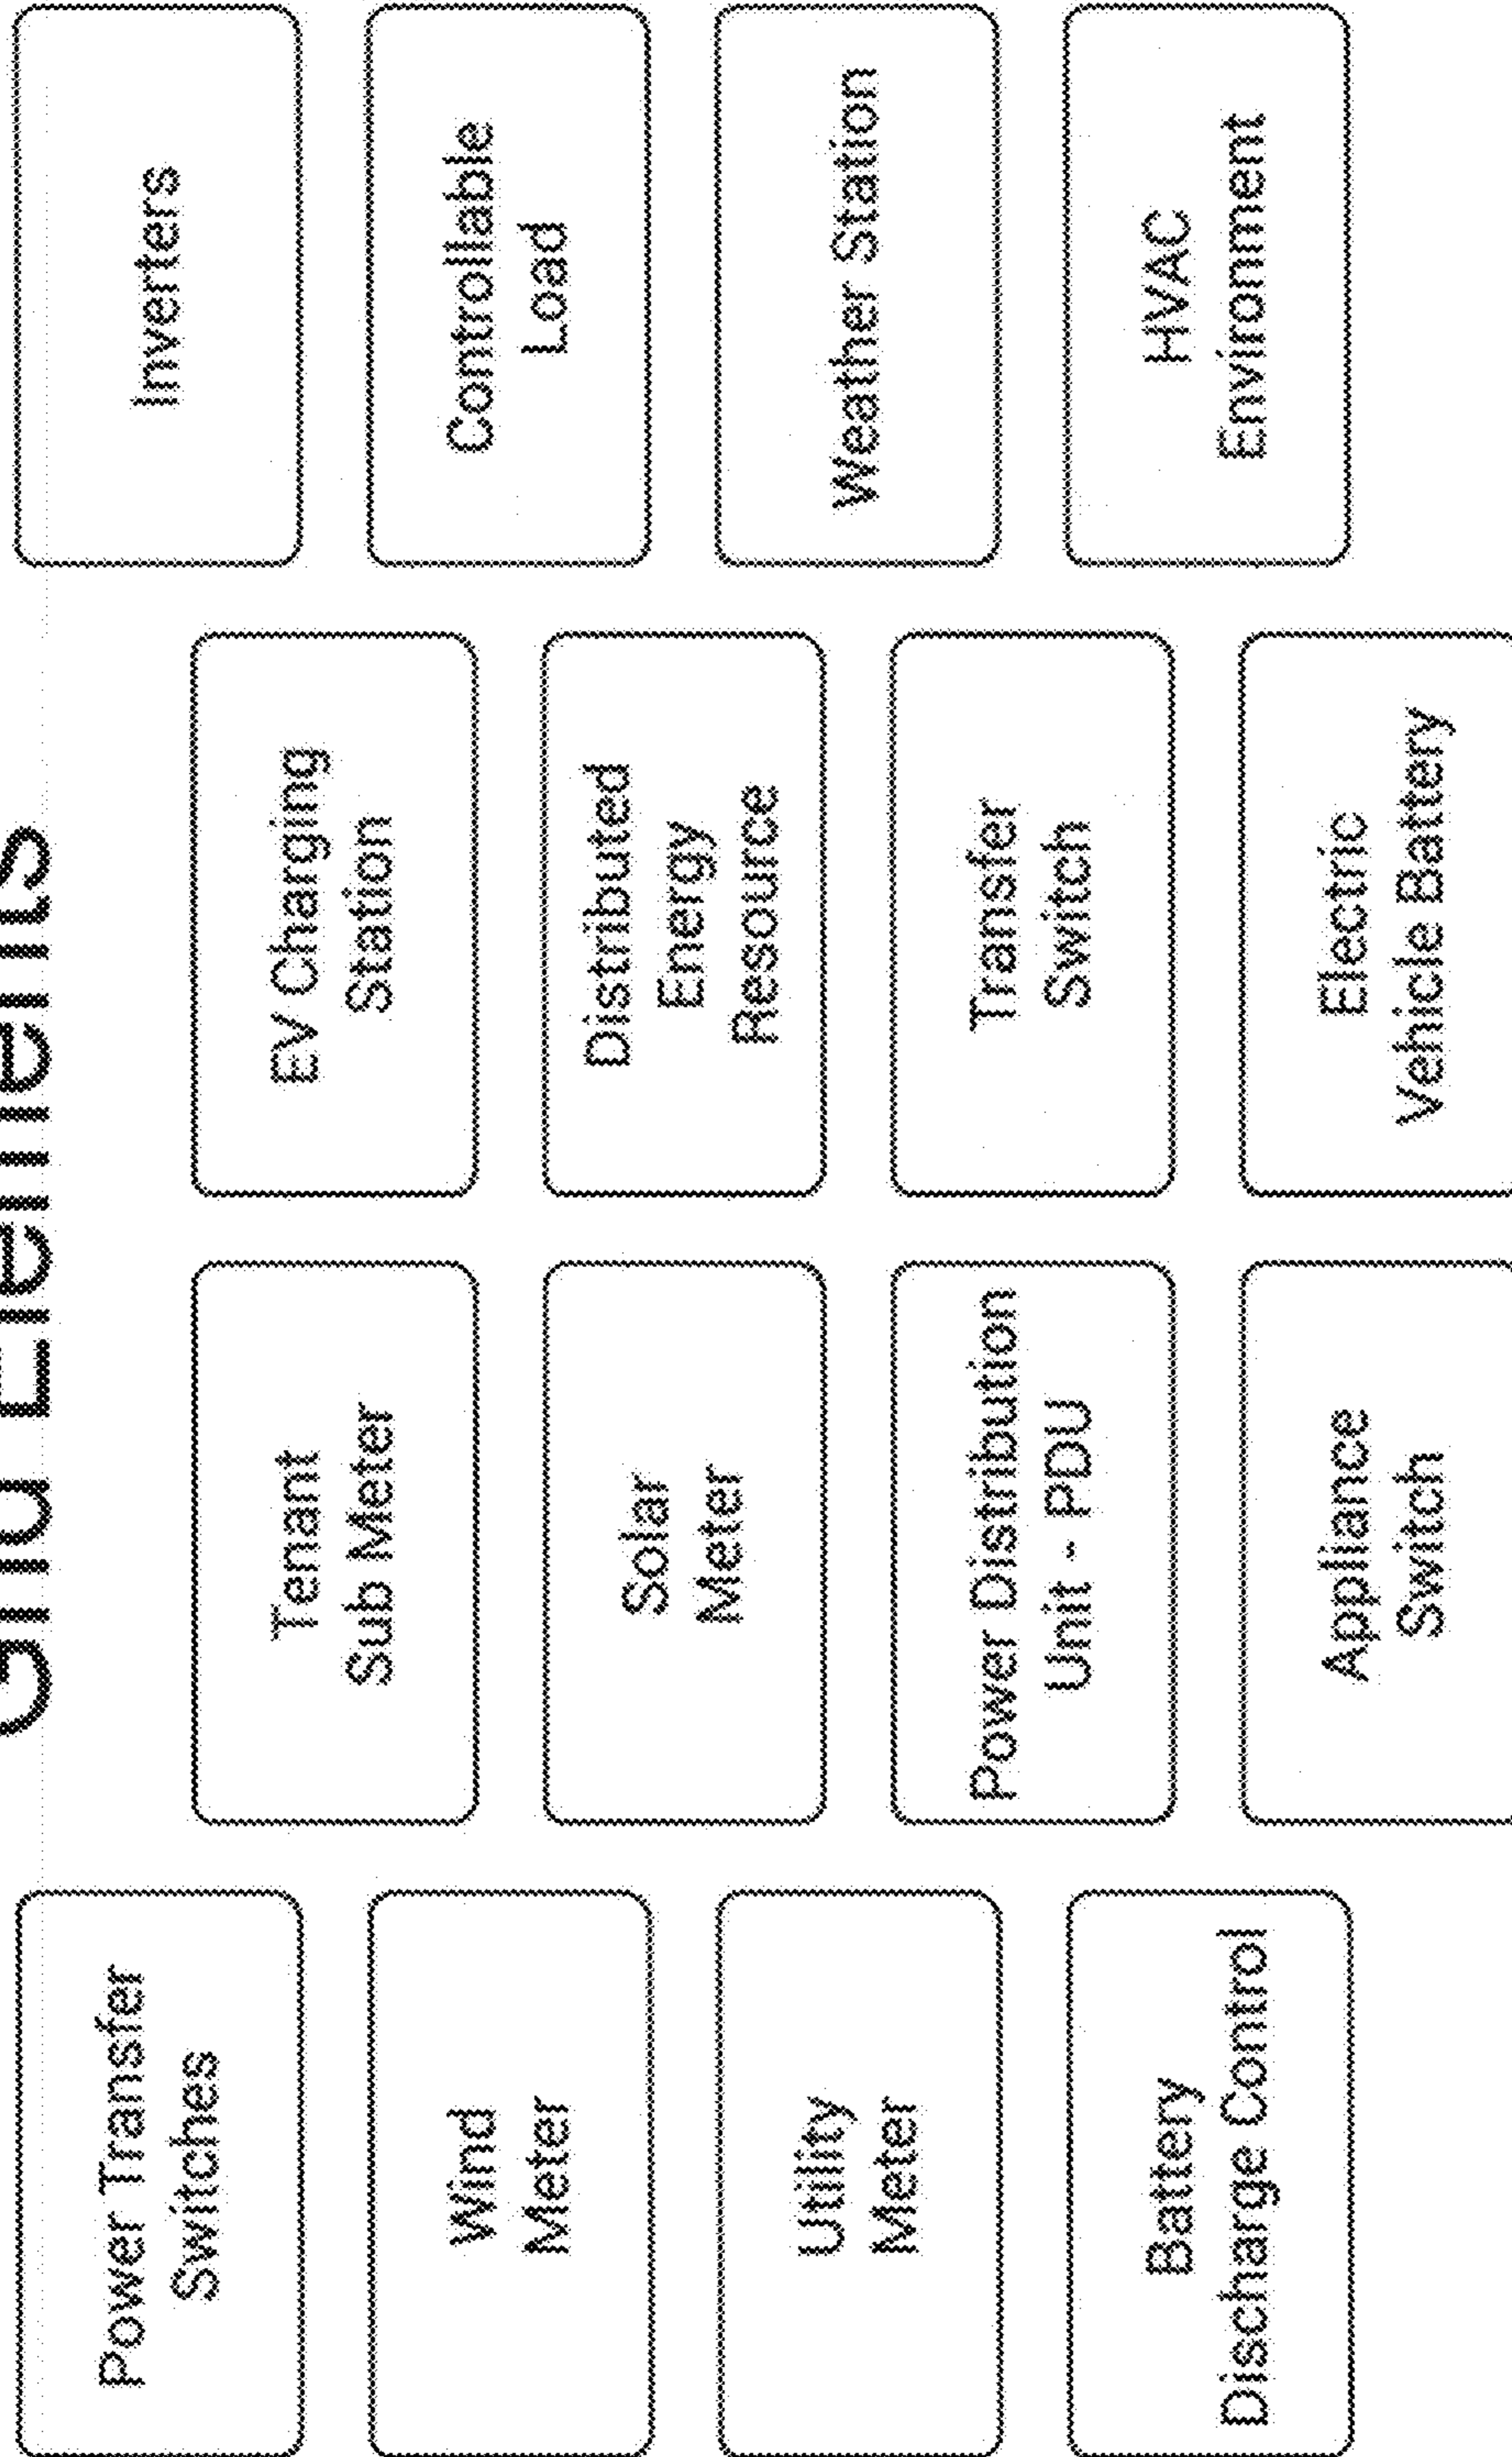 Grid Elements
Power Transfer
Switches
Wind
Meter
Utility
Meter
Battery
Discharge Control
Tenant
Sub Meter
Solar
Meter
Power Distribution
Unit - PDU
Appliance
Switch
EV Charging
Station
Distributed
Energy
Resource
Transfer
Switch
Electric
Vehicle Battery
Inverters
Controllable
Load
Weather Station
HVAC
Environment